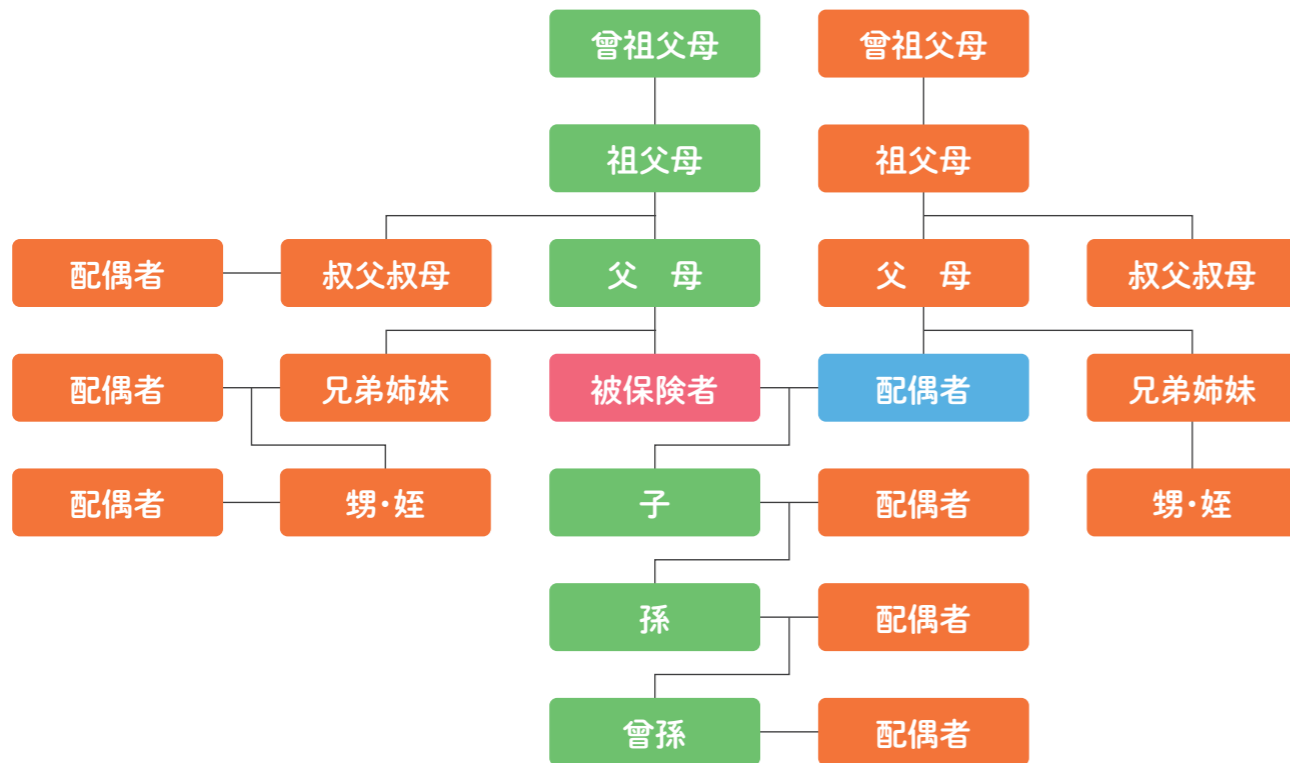 曾祖父母
曾祖父母
祖父母
祖父母
配偶者
叔父叔母
父　母
父　母
叔父叔母
配偶者
兄弟姉妹
被保険者
配偶者
兄弟姉妹
配偶者
甥・姪
子
配偶者
甥・姪
孫
配偶者
曾孫
配偶者